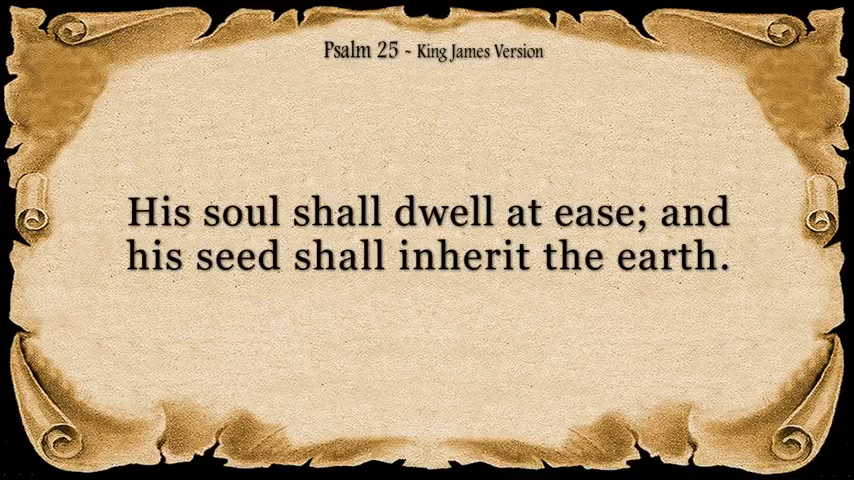 Psalm 25 - King James Version
His soul shall dwell at ease; and
his seed shall inherit the earth.